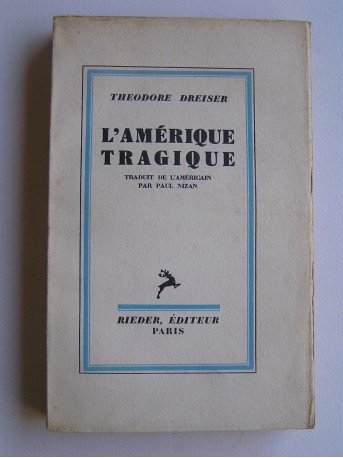 THEODORE DREISER
L'AMÉRIQUE
TRAGIQUE
TRADUIT DE L'AMÉRICAIN
PAR PAUL NIZAN
RIEDER, ÉDITEUR
PARIS